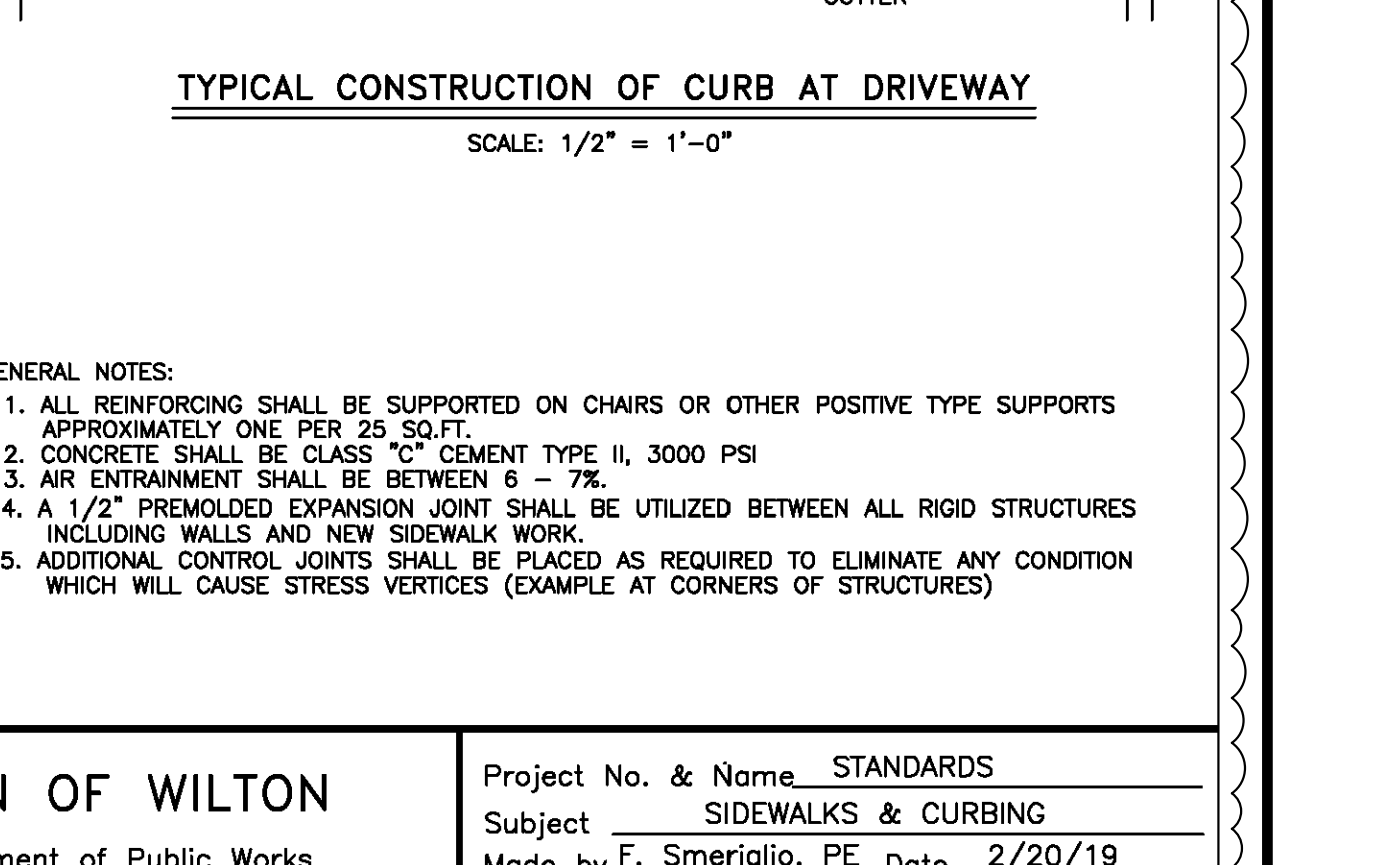 TYPICAL CONSTRUCTION OF CURB AT DRIVEWAY
SCALE: 1/2" = 1'-0"
NOTES:
1. ALL REINFORCING SHALL BE SUPPORTED ON CHAIRS OR OTHER POSITIVE TYPE SUPPORTS
APPROXIMATELY ONE PER 25 SQ.FT.
2. CONCRETE SHALL BE CLASS "C" CEMENT TYPE II, 3000 PSI
3. AIR ENTRAINMENT SHALL BE BETWEEN 6 - 7%.
4. A 1/2" PREMOLDED EXPANSION JOINT SHALL BE UTILIZED BETWEEN ALL RIGID STRUCTURES
INCLUDING WALLS AND NEW SIDEWALK WORK.
5. ADDITIONAL CONTROL JOINTS SHALL BE PLACED AS REQUIRED TO ELIMINATE ANY CONDITION
WHICH WILL CAUSE STRESS VERTICES (EXAMPLE AT CORNERS OF STRUCTURES)
OF WILTON
of Public Works
Project No. & Name STANDARDS
Subject SIDEWALKS & CURBING
Made by F. Smeriglio, PE Date 2/20/19